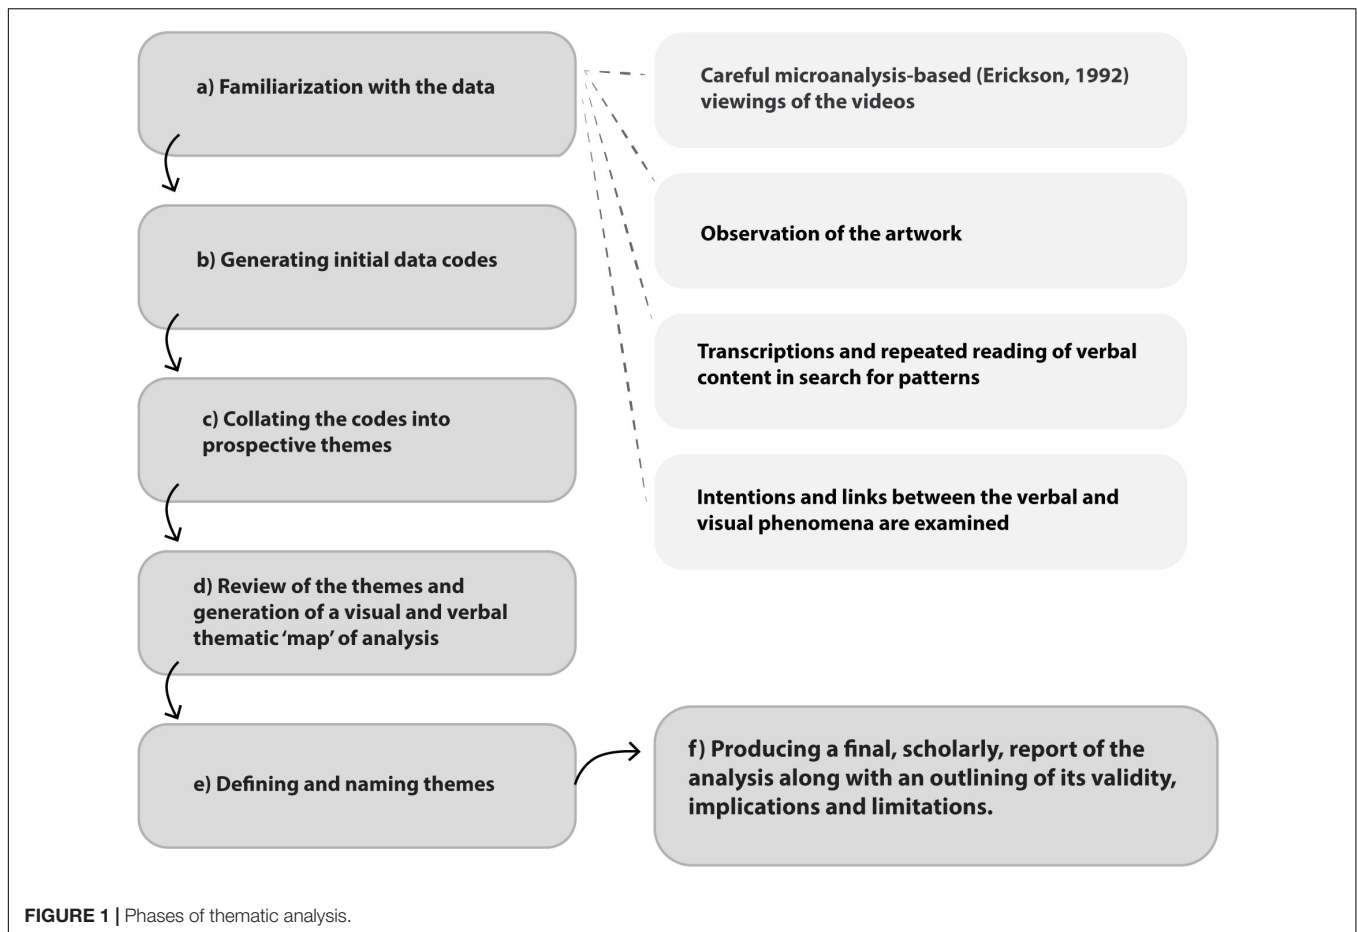 a) Familiarization with the data
Careful microanalysis-based (Erickson, 1992)
viewings of the videos
Observation of the artwork
b) Generating initial data codes
Transcriptions and repeated reading of verbal
content in search for patterns
c) Collating the codes into
prospective themes
Intentions and links between the verbal and
visual phenomena are examined
d) Review of the themes and
generation of a visual and verbal
thematic ‘map’ of analysis
e) Defining and naming themes
f) Producing a final, scholarly, report of the
analysis along with an outlining of its validity,
implications and limitations.
FIGURE 1 | Phases of thematic analysis.